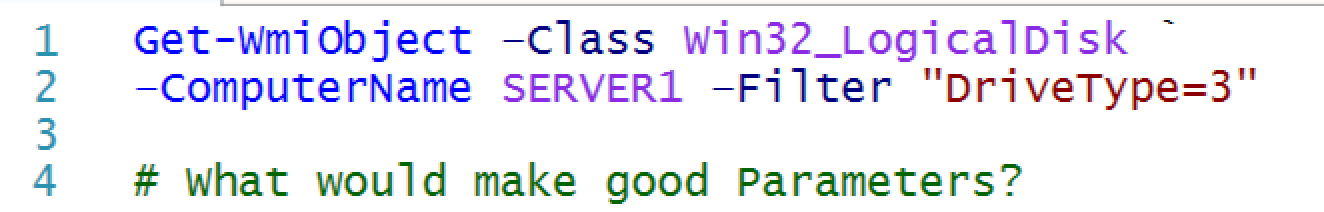 1 Get-WmiObject -Class Win32_LogicalDisk `
2 -ComputerName SERVER1 -Filter "DriveType=3"
3
4 # What would make good Parameters?